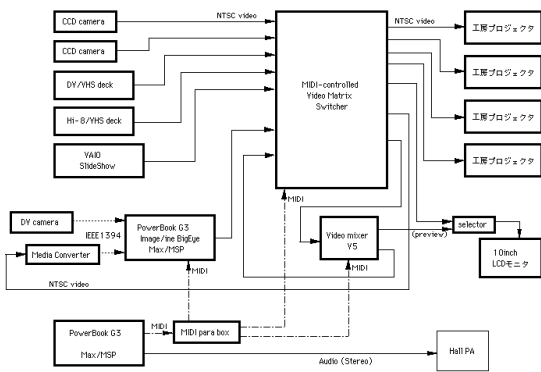 CCD camera
NTSC video
NTSC video
工房プロジェクタ
CCD camera
工房プロジェクタ
DV/VHS deck
MIDI-controlled
Video Matrix
Switcher
Hi-8/VHS deck
工房プロジェクタ
VAIO
SlideShow
工房プロジェクタ
MIDI
DV camera
PowerBook G3
Image/ine BigEye
Max/MSP
IEEE1394
Video mixer
V5
selector
(preview)
Media Converter
10inch
LCDモニタ
MIDI
MIDI
NTSC video
PowerBook G3
Max/MSP
MIDI
MIDI para box
Hall PA
Audio (Stereo)